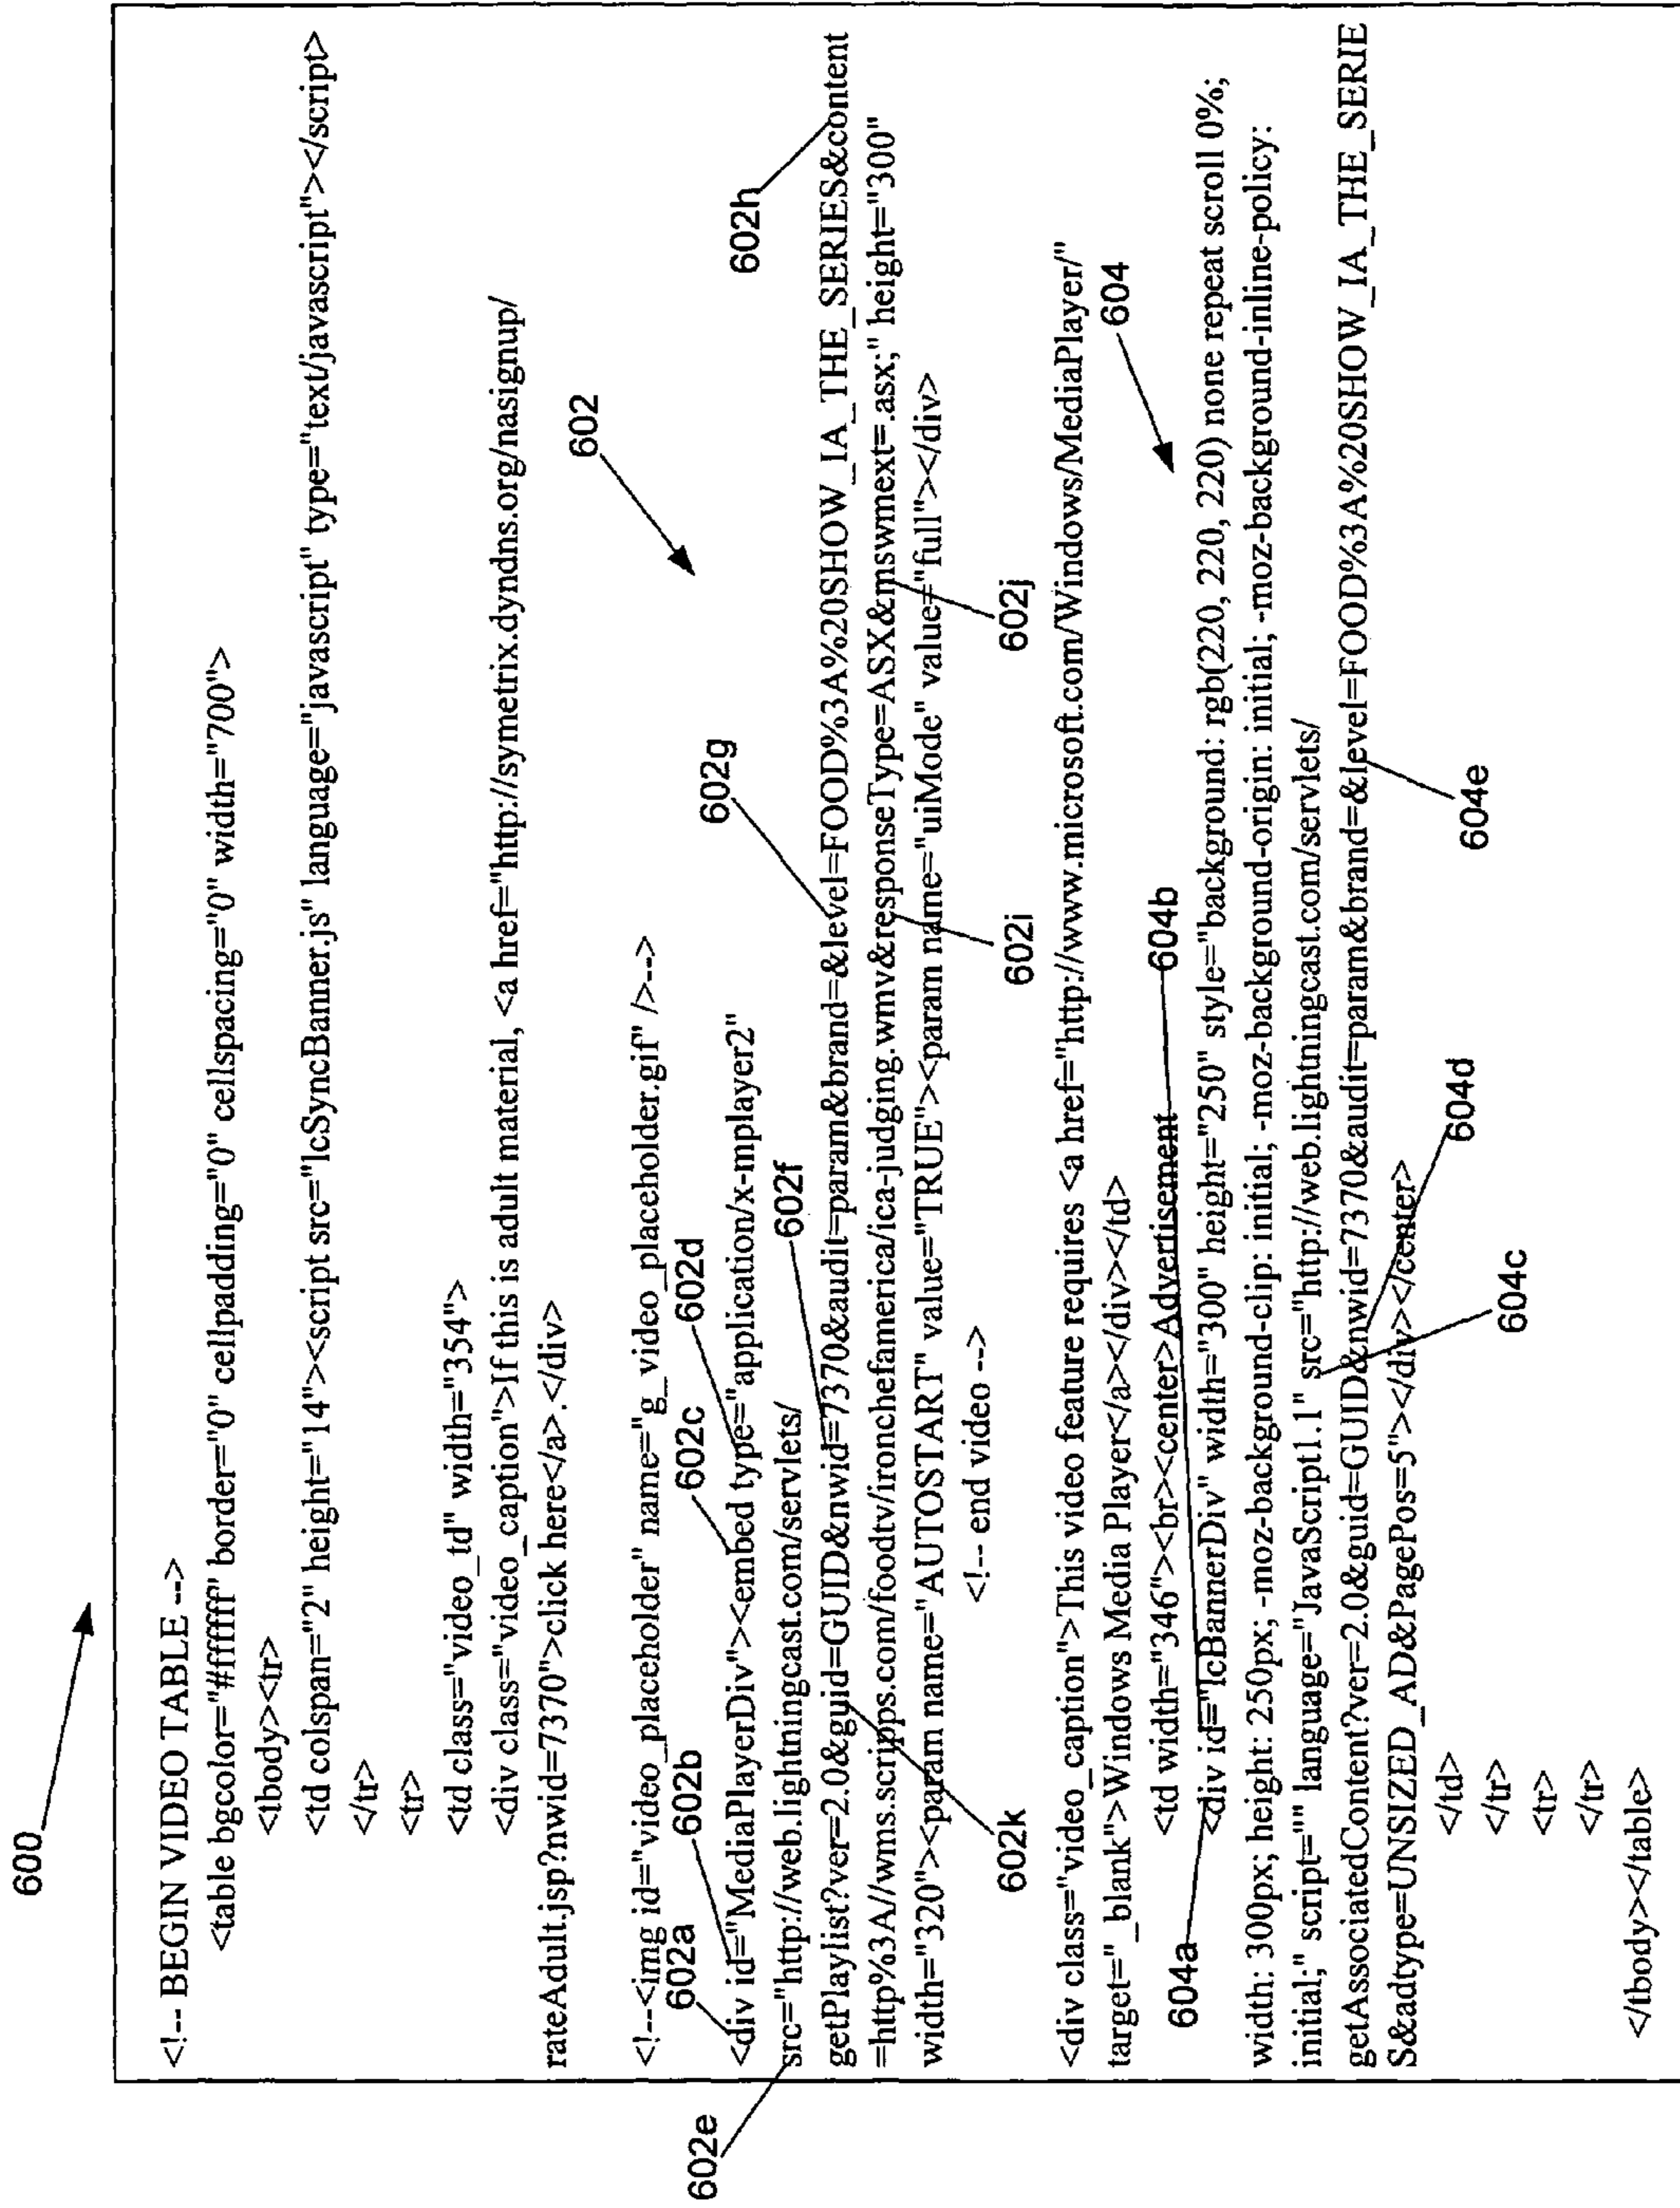 600
<!-- BEGIN VIDEO TABLE -->
<table bgcolor="#ffffff" border="0" cellpadding="0" cellspacing="0" width="700">
<tbody><tr>
<td colspan="2" height="14"><script src="lcSyncBanner.js" language="javascript" type="text/javascript"></script>
</tr>
<tr>
<td class="video_td" width="354">
<div class="video_caption">If this is adult material, <a href="http://symetrix.dyndns.org/nasignup/
rateAdult.jsp?nwid=7370">click here</a>.</div>
602
<!--<img id="video_placeholder" name="g_video_placeholder.gif" />-->
602a 602b 602c 602d 602g 602h
<div id="MediaPlayerDiv"><embed type="application/x-mplayer2"
602e
src="http://web.lightningcast.com/servlets/
602f
getPlaylist?ver=2.0&guid=GUID&nwid=7370&audit=param&brand=&level=FOOD%3A%20SHOW_IA_THE_SERIES&content
=http%3A//wms.scripps.com/foodtv/ironchefamerica/ica-judging.wmv&responseType=ASX&mswmext=.asx;" height="300"
width="320"><param name="AUTOSTART" value="TRUE"><param name="uiMode" value="full"></div>
<!-- end video -->
602k 602i 602j
<div class="video_caption">This video feature requires <a href="http://www.microsoft.com/Windows/MediaPlayer/"
target="_blank">Windows Media Player</a></div></td>
604
<td width="346"><br><center>Advertisement
604b
604a
<div id="lcBannerDiv" width="300" height="250" style="background: rgb(220, 220, 220) none repeat scroll 0%;
width: 300px; height: 250px; -moz-background-clip: initial; -moz-background-origin: initial; -moz-background-inline-policy:
initial;" script="" language="JavaScript1.1" src="http://web.lightningcast.com/servlets/
getAssociatedContent?ver=2.0&guid=GUID&nwid=7370&audit=param&brand=&level=FOOD%3A%20SHOW_IA_THE_SERIE
S&adtype=UNSIZED_AD&PagePos=5"></div></center>
604c 604d 604e
</td>
</tr>
<tr>
</tr>
</tbody></table>